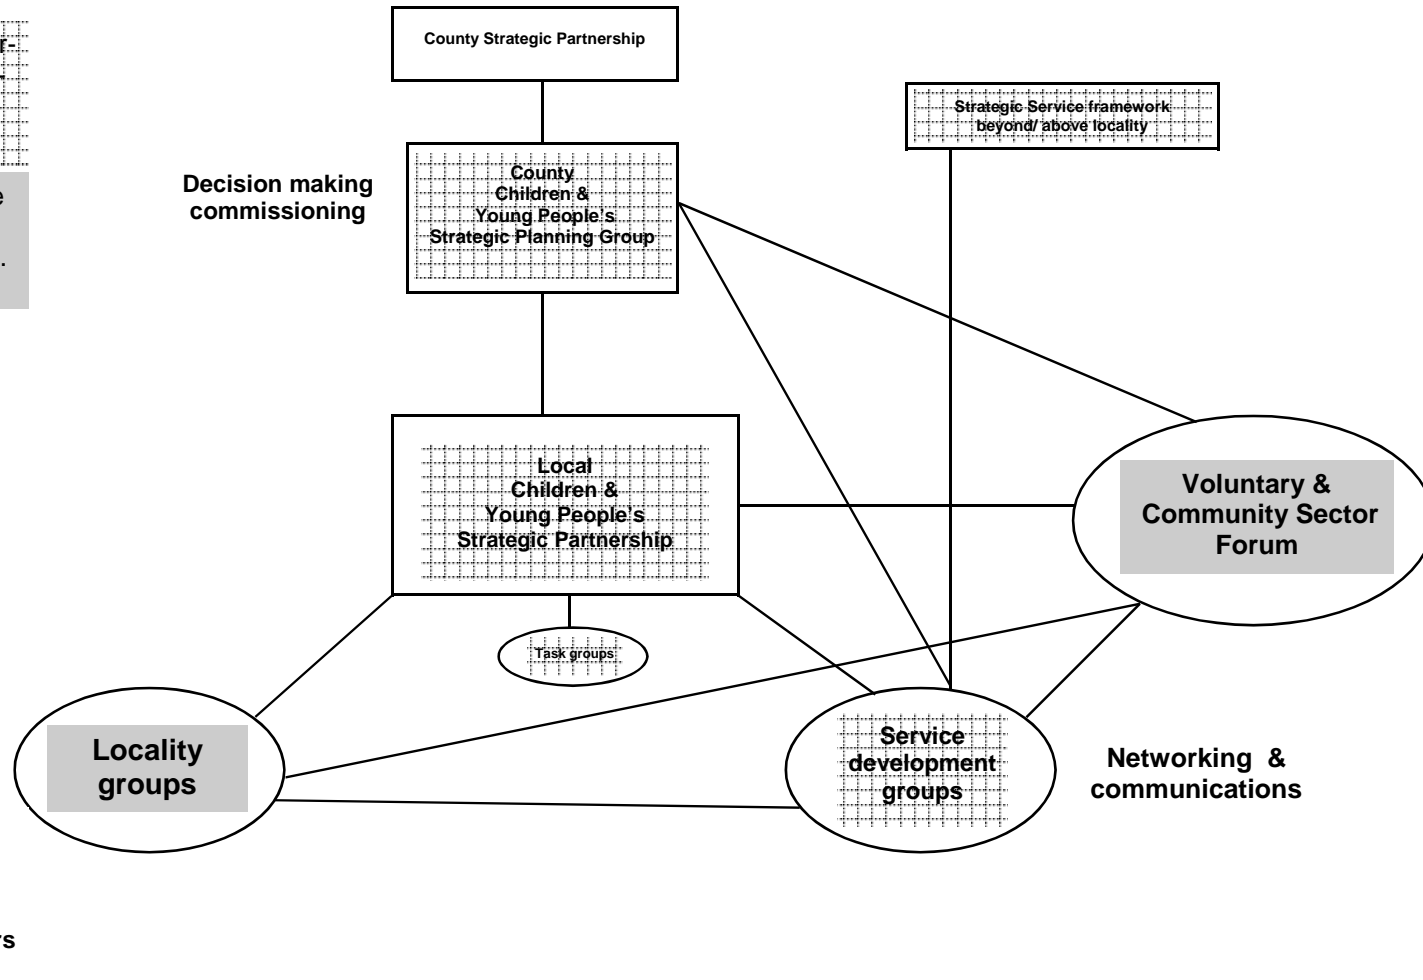 County Strategic Partnership
r-
Strategic Service framework
beyond/ above locality
County
Children &
Young People's
Strategic Planning Group
Decision making
commissioning
e
.
Local
Children &
Young People's
Strategic Partnership
Voluntary &
Community Sector
Forum
Task groups
Locality
groups
Service
development
groups
Networking &
communications
rs